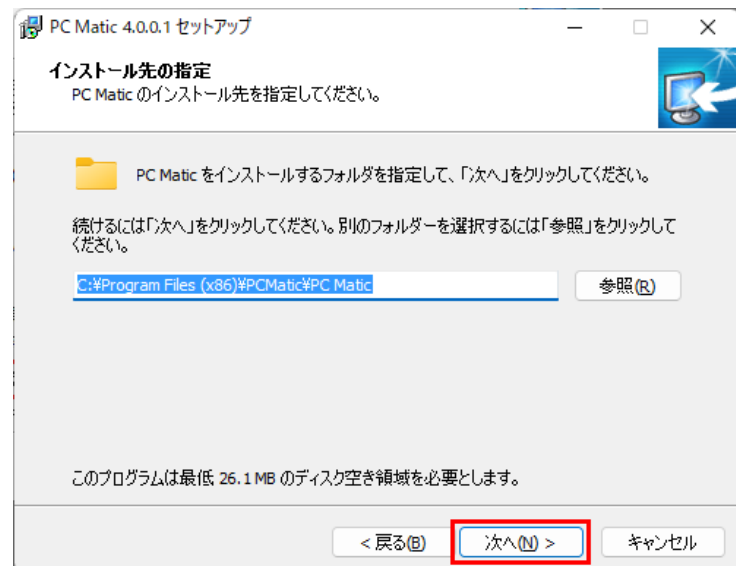 PC Matic 4.0.0.1 セットアップ
インストール先の指定
PC Matic のインストール先を指定してください。
PC Matic をインストールするフォルダを指定して、「次へ」をクリックしてください。
続けるには「次へ」をクリックしてください。別のフォルダーを選択するには「参照」をクリックして
ください。
C:¥Program Files (x86)¥PCMatic¥PC Matic
参照(R)
このプログラムは最低 26.1 MB のディスク空き領域を必要とします。
< 戻る(B)
次へ(N) >
キャンセル